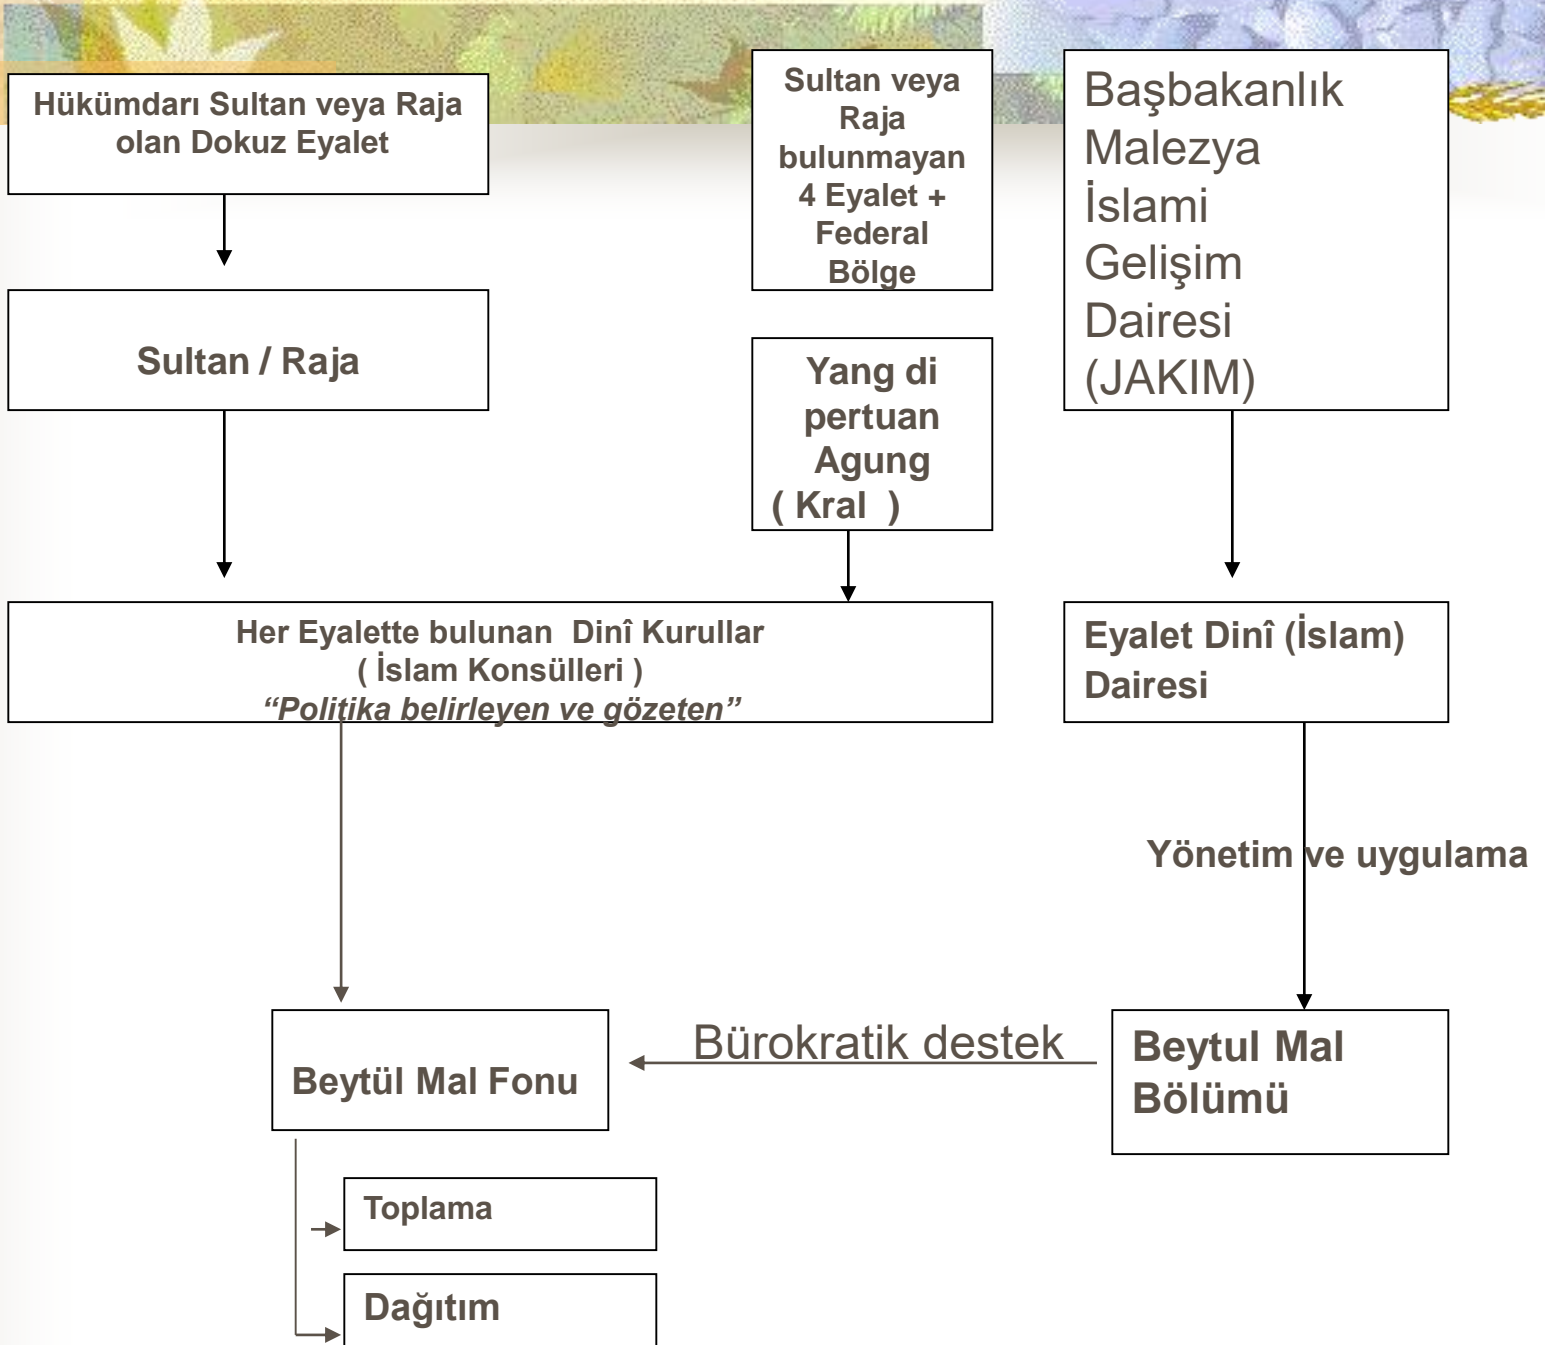 Hükümdarı Sultan veya Raja
olan Dokuz Eyalet
Sultan veya
Raja
bulunmayan
4 Eyalet +
Federal
Bölge
Başbakanlık
Malezya
İslami
Gelişim
Dairesi
(JAKIM)
Sultan / Raja
Yang di
pertuan
Agung
( Kral )
Her Eyalette bulunan Dinî Kurullar
( İslam Konsülleri )
“Politika belirleyen ve gözeten”
Eyalet Dinî (İslam)
Dairesi
Yönetim ve uygulama
Beytül Mal Fonu
Bürokratik destek
Beytul Mal
Bölümü
Toplama
Dağıtım